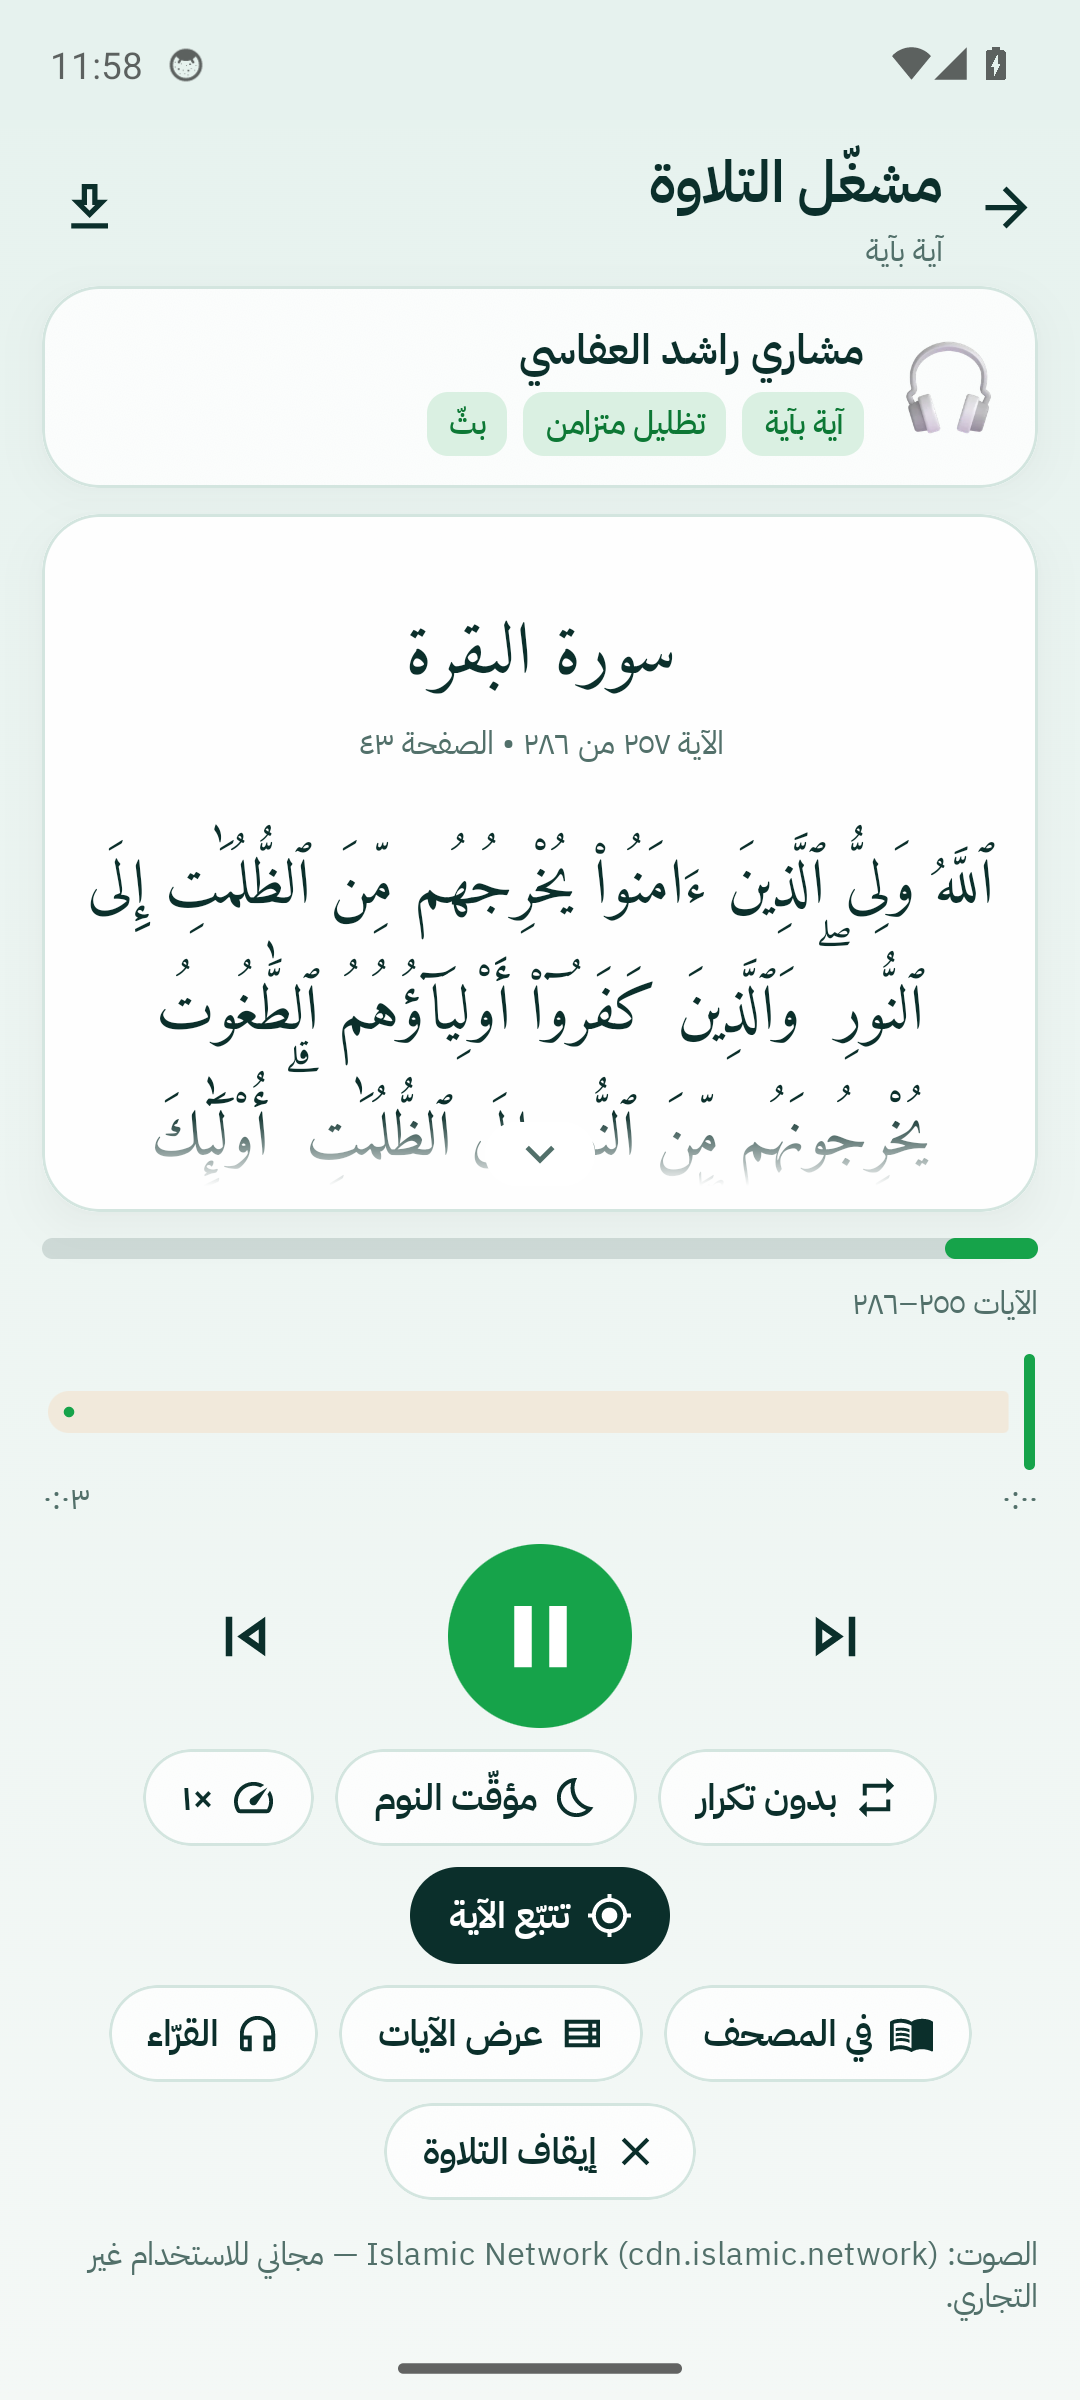 11:58
مشغّل التلاوة
آية بآية
مشاري راشد العفاسي
آية بآية
تظليل متزامن
بثّ
سورة البقرة
الآية ٢٥٧ من ٢٨٦ • الصفحة ٤٣
ٱللَّهُ وَلِىُّ ٱلَّذِينَ ءَامَنُوا۟ يُخْرِجُهُم مِّنَ ٱلظُّلُمَـٰتِ إِلَى
ٱلنُّورِ ۖ وَٱلَّذِينَ كَفَرُوٓا۟ أَوْلِيَآؤُهُمُ ٱلطَّـٰغُوتُ
يُخْرِجُونَهُم مِّنَ ٱلظُّلُمَـٰتِ ۗ أُو۟لَـٰٓئِكَ
الآيات ٢٥٥–٢٨٦
٠:٠٠
٠:٠٣
بدون تكرار
مؤقّت النوم
×١
تتبّع الآية
في المصحف
عرض الآيات
القرّاء
إيقاف التلاوة
الصوت: Islamic Network (cdn.islamic.network) — مجاني للاستخدام غير
التجاري.